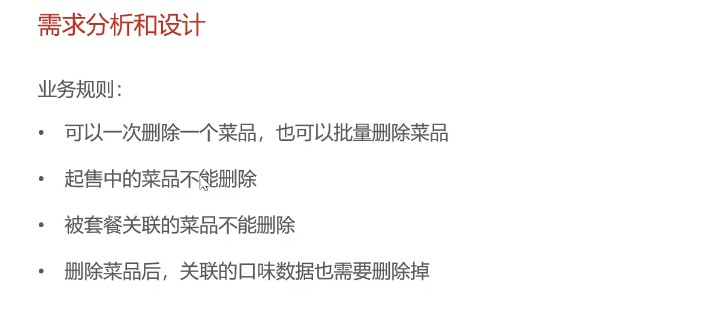 需求分析和设计
业务规则：
• 可以一次删除一个菜品，也可以批量删除菜品
• 起售中的菜品不能删除
• 被套餐关联的菜品不能删除
• 删除菜品后，关联的口味数据也需要删除掉